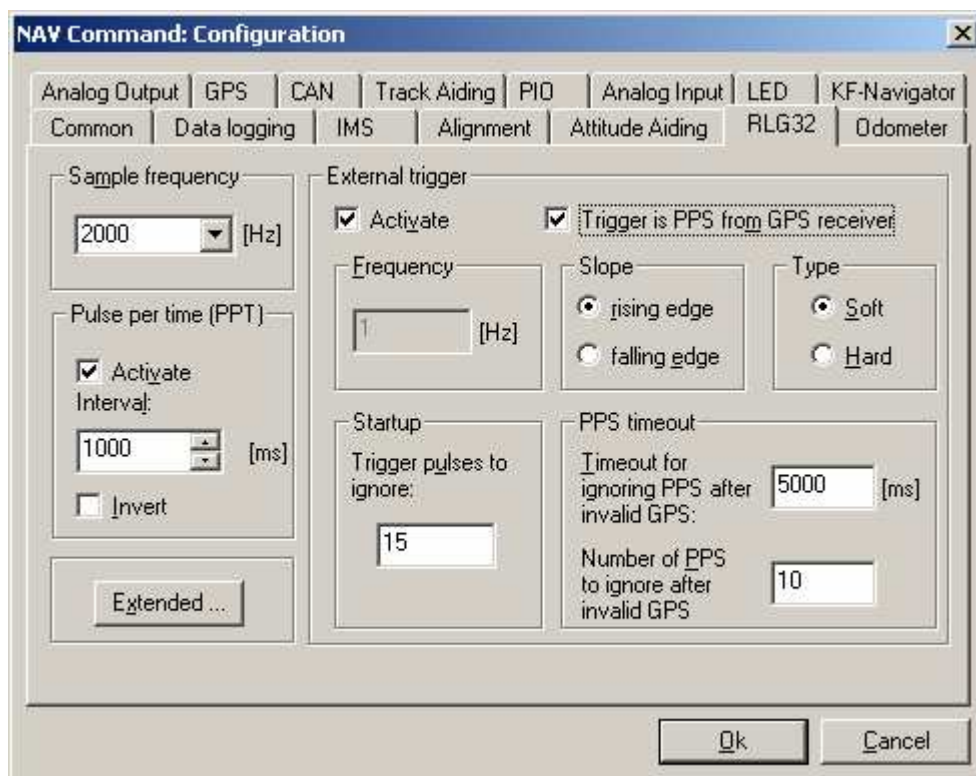 NAV Command: Configuration
Analog Output GPS CAN Track Aiding PIO Analog Input LED KF-Navigator
Common Data logging IMS Alignment Attitude Aiding RLG32 Odometer
Sample frequency
2000 [Hz]
Pulse per time (PPT)
Activate
Interval:
1000 [ms]
Invert
Extended ...
External trigger
Activate Trigger is PPS from GPS receiver
Frequency
1 [Hz]
Slope
rising edge
falling edge
Type
Soft
Hard
Startup
Trigger pulses to
ignore:
15
PPS timeout
Timeout for
ignoring PPS after
invalid GPS:
5000 [ms]
Number of PPS
to ignore after
invalid GPS
10
Ok Cancel